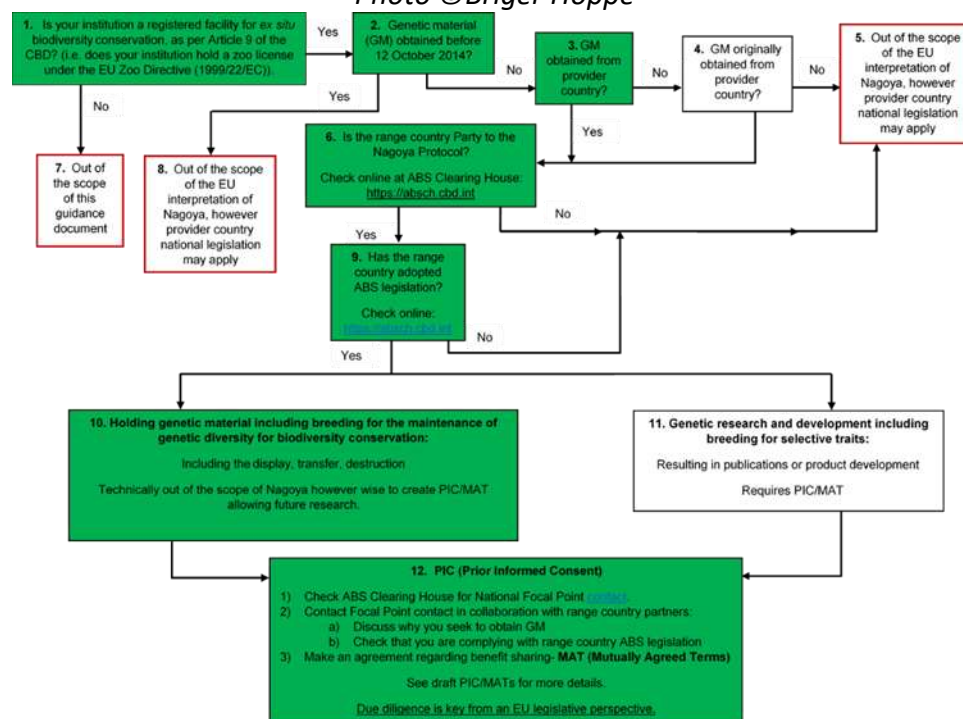 Photo ©Briger Hoppe
1. Is your institution a registered facility for ex situ
biodiversity conservation, as per Article 9 of the
CBD? (i.e. does your institution hold a zoo license
under the EU Zoo Directive (1999/22/EC)).
Yes
2. Genetic material
(GM) obtained before
12 October 2014?
No
3. GM
obtained from
provider
country?
No
4. GM originally
obtained from
provider
country?
No
5. Out of the scope
of the EU
interpretation of
Nagoya, however
provider country
national legislation
may apply
No
Yes
Yes
6. Is the range country Party to the
Nagoya Protocol?
Check online at ABS Clearing House:
https://absch.cbd.int
7. Out of
the scope
of this
guidance
document
8. Out of the scope
of the EU
interpretation of
Nagoya, however
provider country
national legislation
may apply
Yes
No
9. Has the range
country adopted
ABS legislation?
Check online:
https://absch.cbd.int
No
Yes
10. Holding genetic material including breeding for the maintenance of
genetic diversity for biodiversity conservation:
Including the display, transfer, destruction
Technically out of the scope of Nagoya however wise to create PIC/MAT
allowing future research.
11. Genetic research and development including
breeding for selective traits:
Resulting in publications or product development
Requires PIC/MAT
12. PIC (Prior Informed Consent)
1) Check ABS Clearing House for National Focal Point contact.
2) Contact Focal Point contact in collaboration with range country partners:
a) Discuss why you seek to obtain GM
b) Check that you are complying with range country ABS legislation
3) Make an agreement regarding benefit sharing- MAT (Mutually Agreed Terms)
See draft PIC/MATs for more details.
Due diligence is key from an EU legislative perspective.